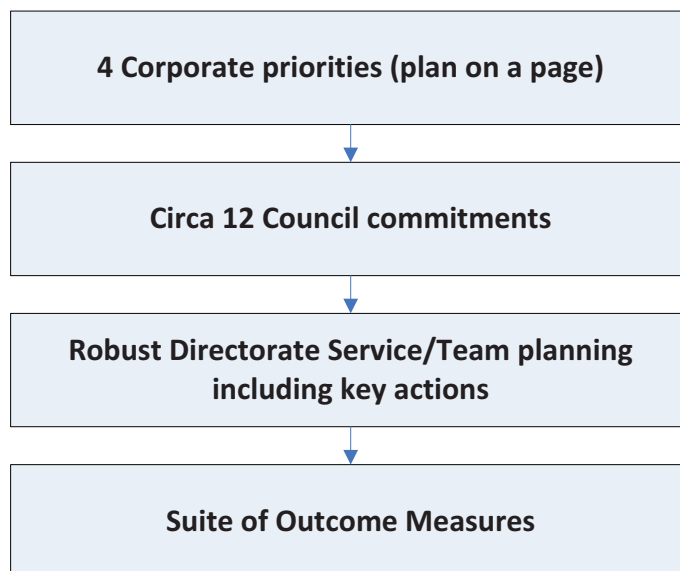 4 Corporate priorities (plan on a page)
Circa 12 Council commitments
Robust Directorate Service/Team planning
including key actions
Suite of Outcome Measures